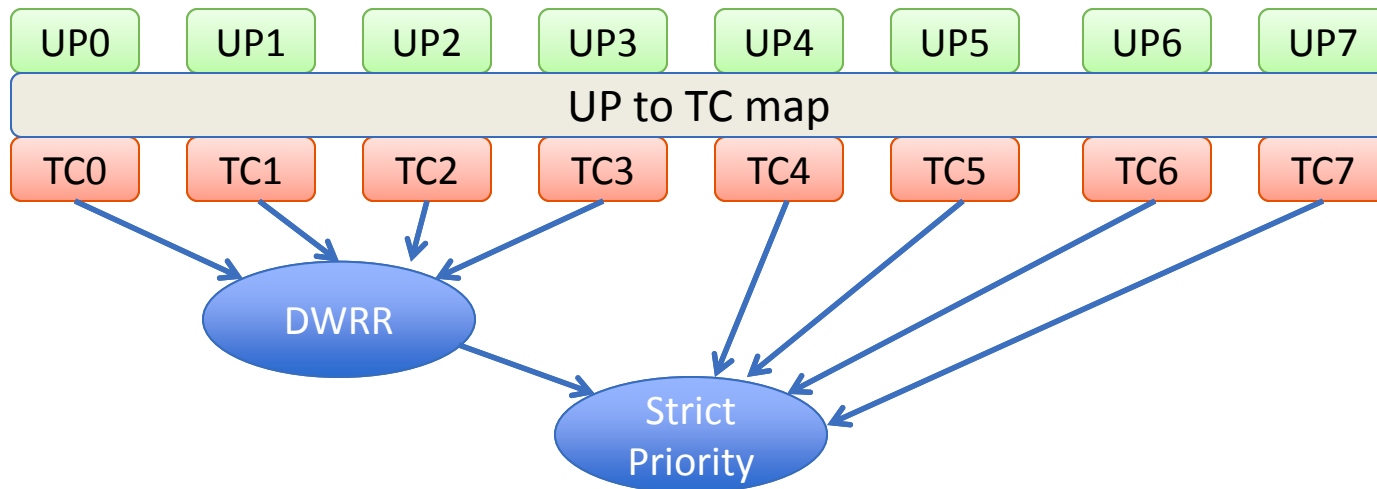 UP0 UP1 UP2 UP3 UP4 UP5 UP6 UP7
UP to TC map
TC0 TC1 TC2 TC3 TC4 TC5 TC6 TC7
DWRR
Strict
Priority